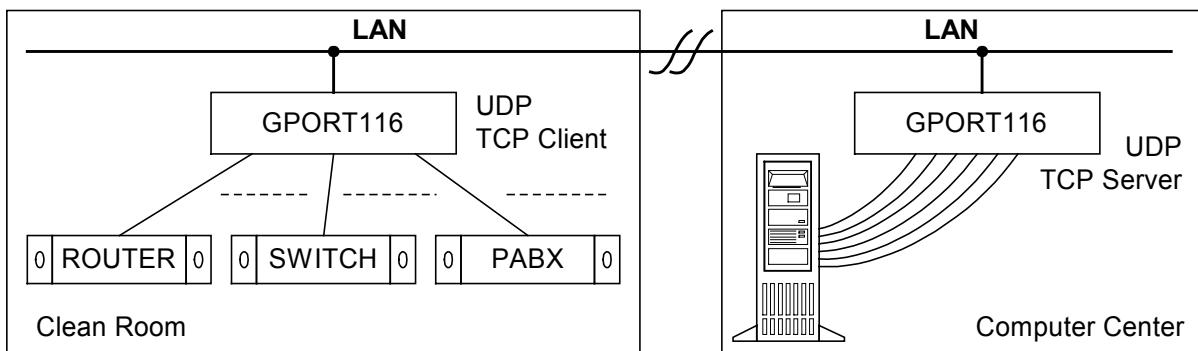 LAN
GPORT116
UDP
TCP Client
0 ROUTER 0
0 SWITCH 0
0 PABX 0
Clean Room
LAN
GPORT116
UDP
TCP Server
Computer Center